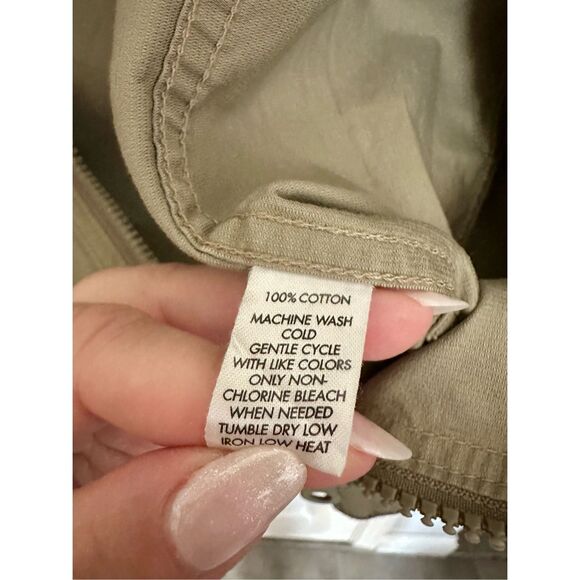 100% COTTON
MACHINE WASH
COLD
GENTLE CYCLE
WITH LIKE COLORS
ONLY NON-
CHLORINE BLEACH
WHEN NEEDED
TUMBLE DRY LOW
IRON LOW HEAT